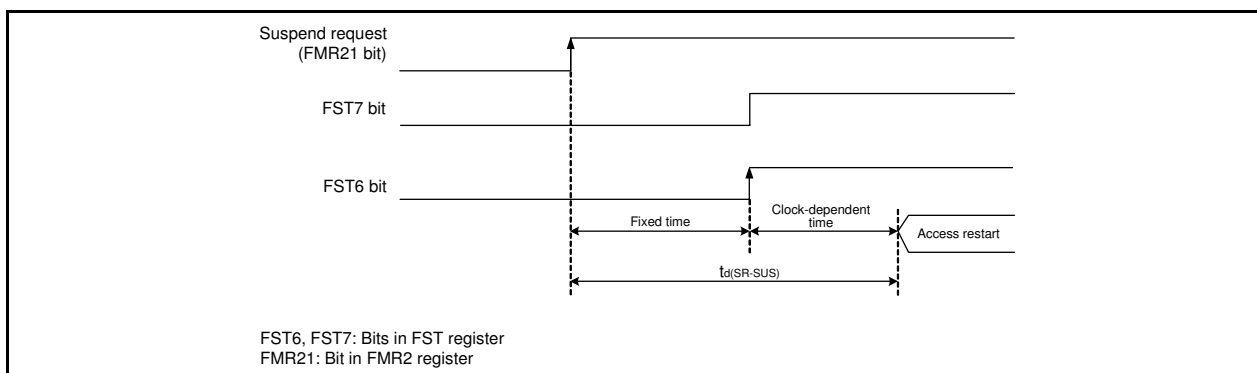 Suspend request
(FMR21 bit)
FST7 bit
FST6 bit
Fixed time
Clock-dependent
time
Access restart
td(SR-SUS)
FST6, FST7: Bits in FST register
FMR21: Bit in FMR2 register